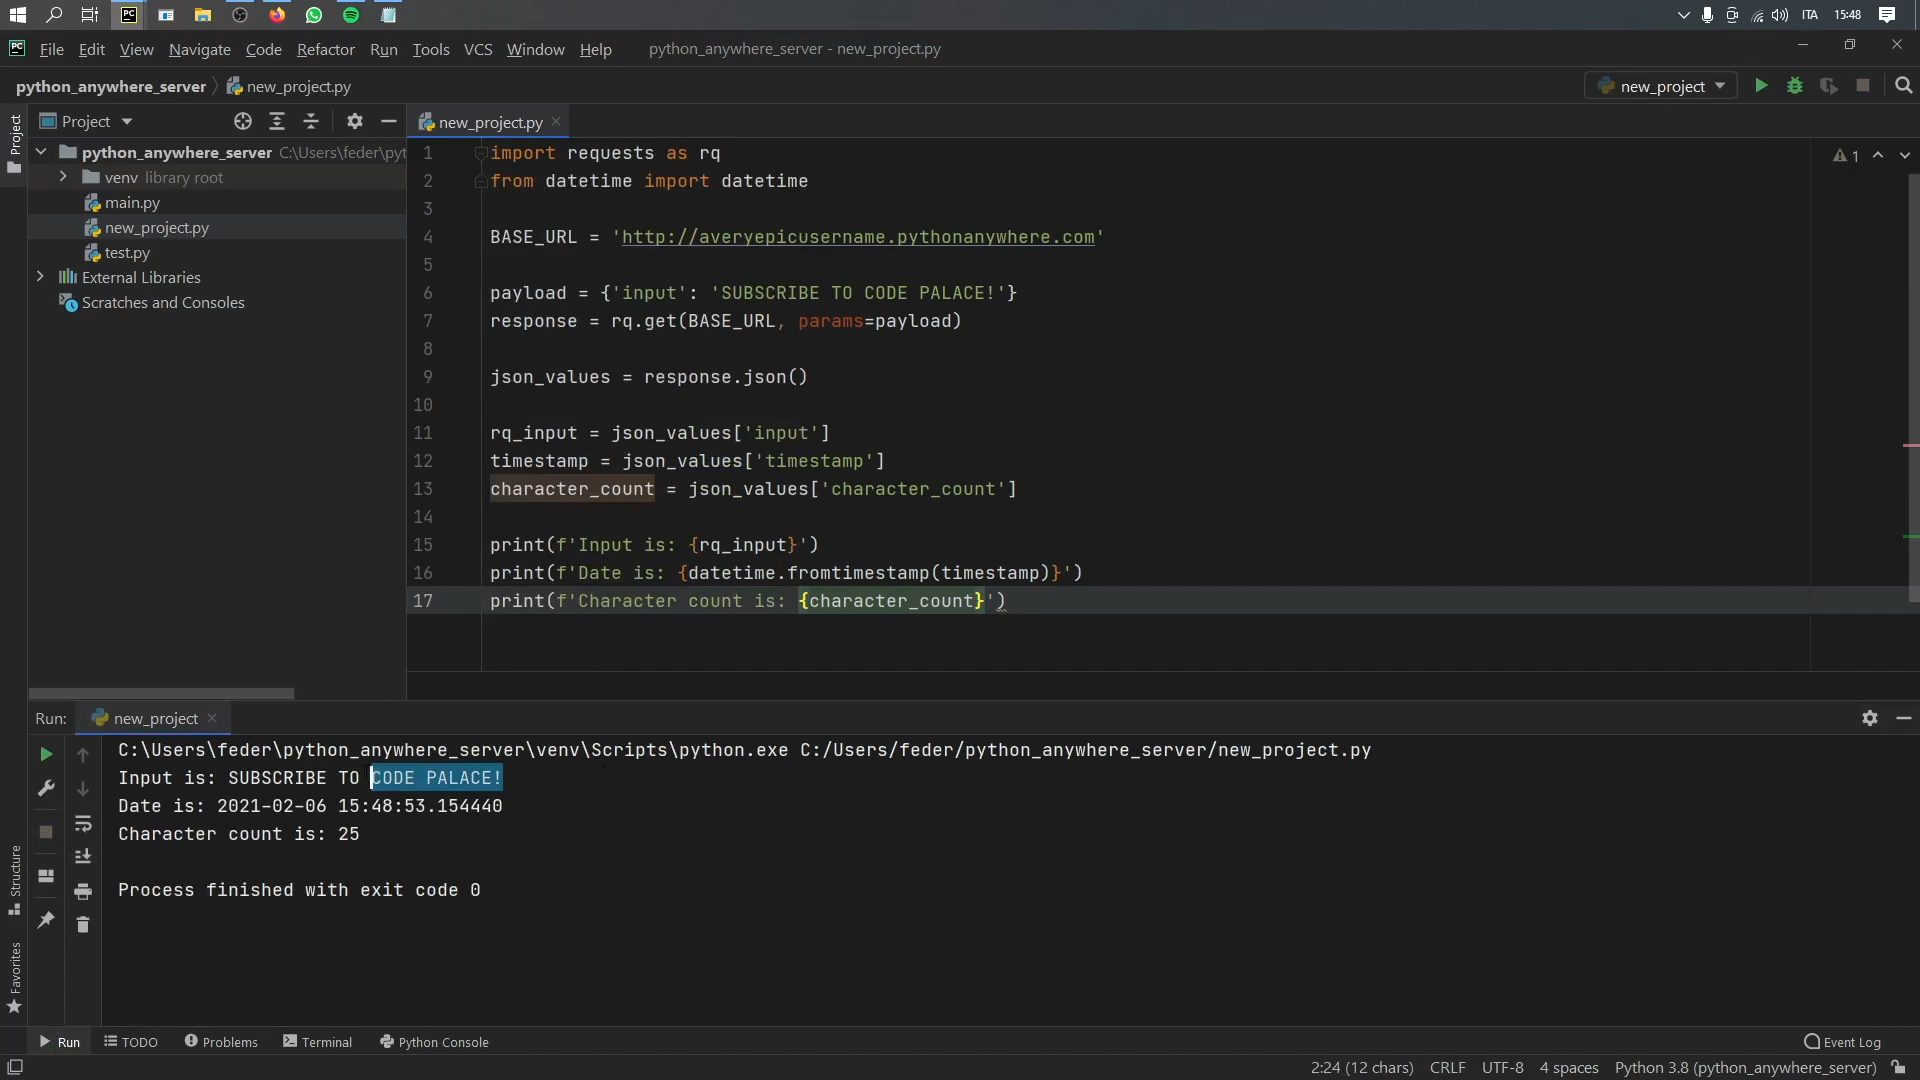 PC
ITA
15:48
PC
File Edit View Navigate Code Refactor Run Tools VCS Window Help
python_anywhere_server - new_project.py
python_anywhere_server
new_project.py
new_project
Project
Project
new_project.py
python_anywhere_server C:\Users\feder\pyt
venv library root
main.py
new_project.py
test.py
External Libraries
Scratches and Consoles
1
1 import requests as rq
2 from datetime import datetime
3
4 BASE_URL = 'http://averyepicusername.pythonanywhere.com'
5
6 payload = {'input': 'SUBSCRIBE TO CODE PALACE!'}
7 response = rq.get(BASE_URL, params=payload)
8
9 json_values = response.json()
10
11 rq_input = json_values['input']
12 timestamp = json_values['timestamp']
13 character_count = json_values['character_count']
14
15 print(f'Input is: {rq_input}')
16 print(f'Date is: {datetime.fromtimestamp(timestamp)}')
17 print(f'Character count is: {character_count}')
Run: new_project
C:\Users\feder\python_anywhere_server\venv\Scripts\python.exe C:/Users/feder/python_anywhere_server/new_project.py
Input is: SUBSCRIBE TO CODE PALACE!
Date is: 2021-02-06 15:48:53.154440
Character count is: 25
Process finished with exit code 0
Structure
Favorites
Run TODO Problems Terminal Python Console
Event Log
2:24 (12 chars) CRLF UTF-8 4 spaces Python 3.8 (python_anywhere_server)